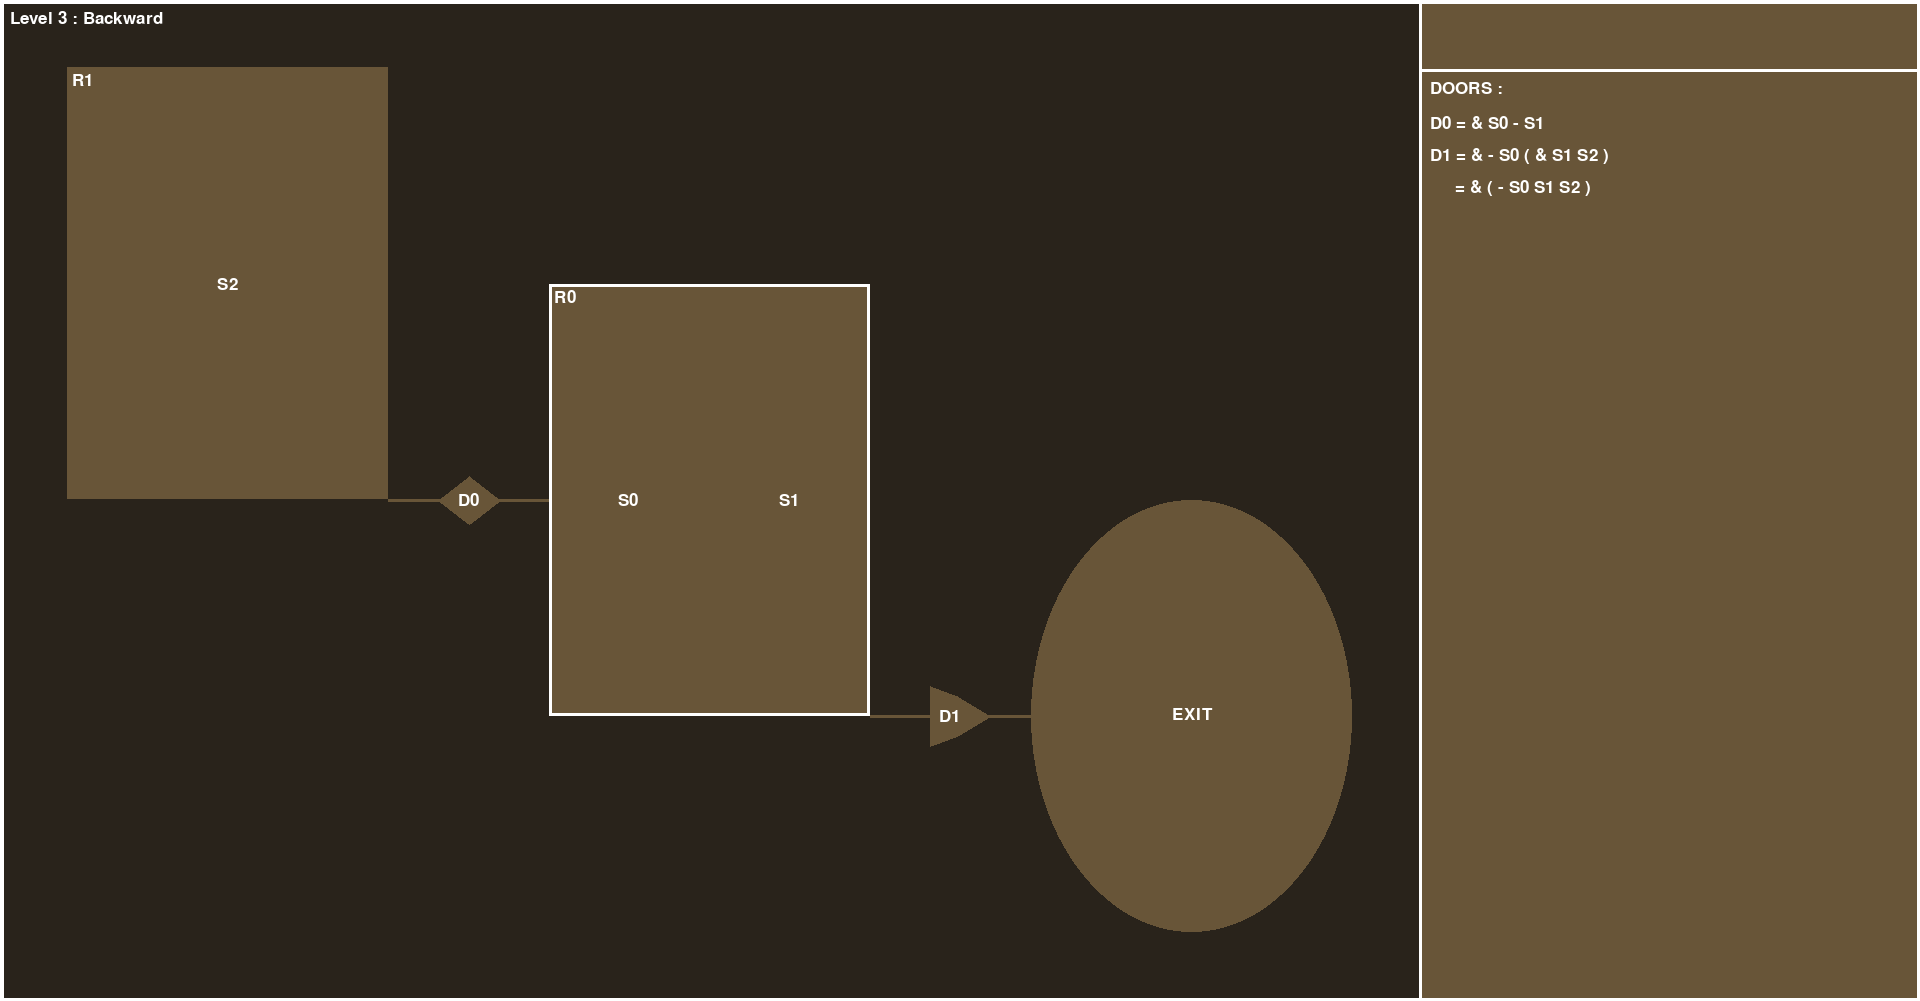 Level 3 : Backward
R1
S2
D0
R0
S0
S1
D1
EXIT
DOORS :
D0 = & S0 - S1
D1 = & - S0 ( & S1 S2 )
= & ( - S0 S1 S2 )